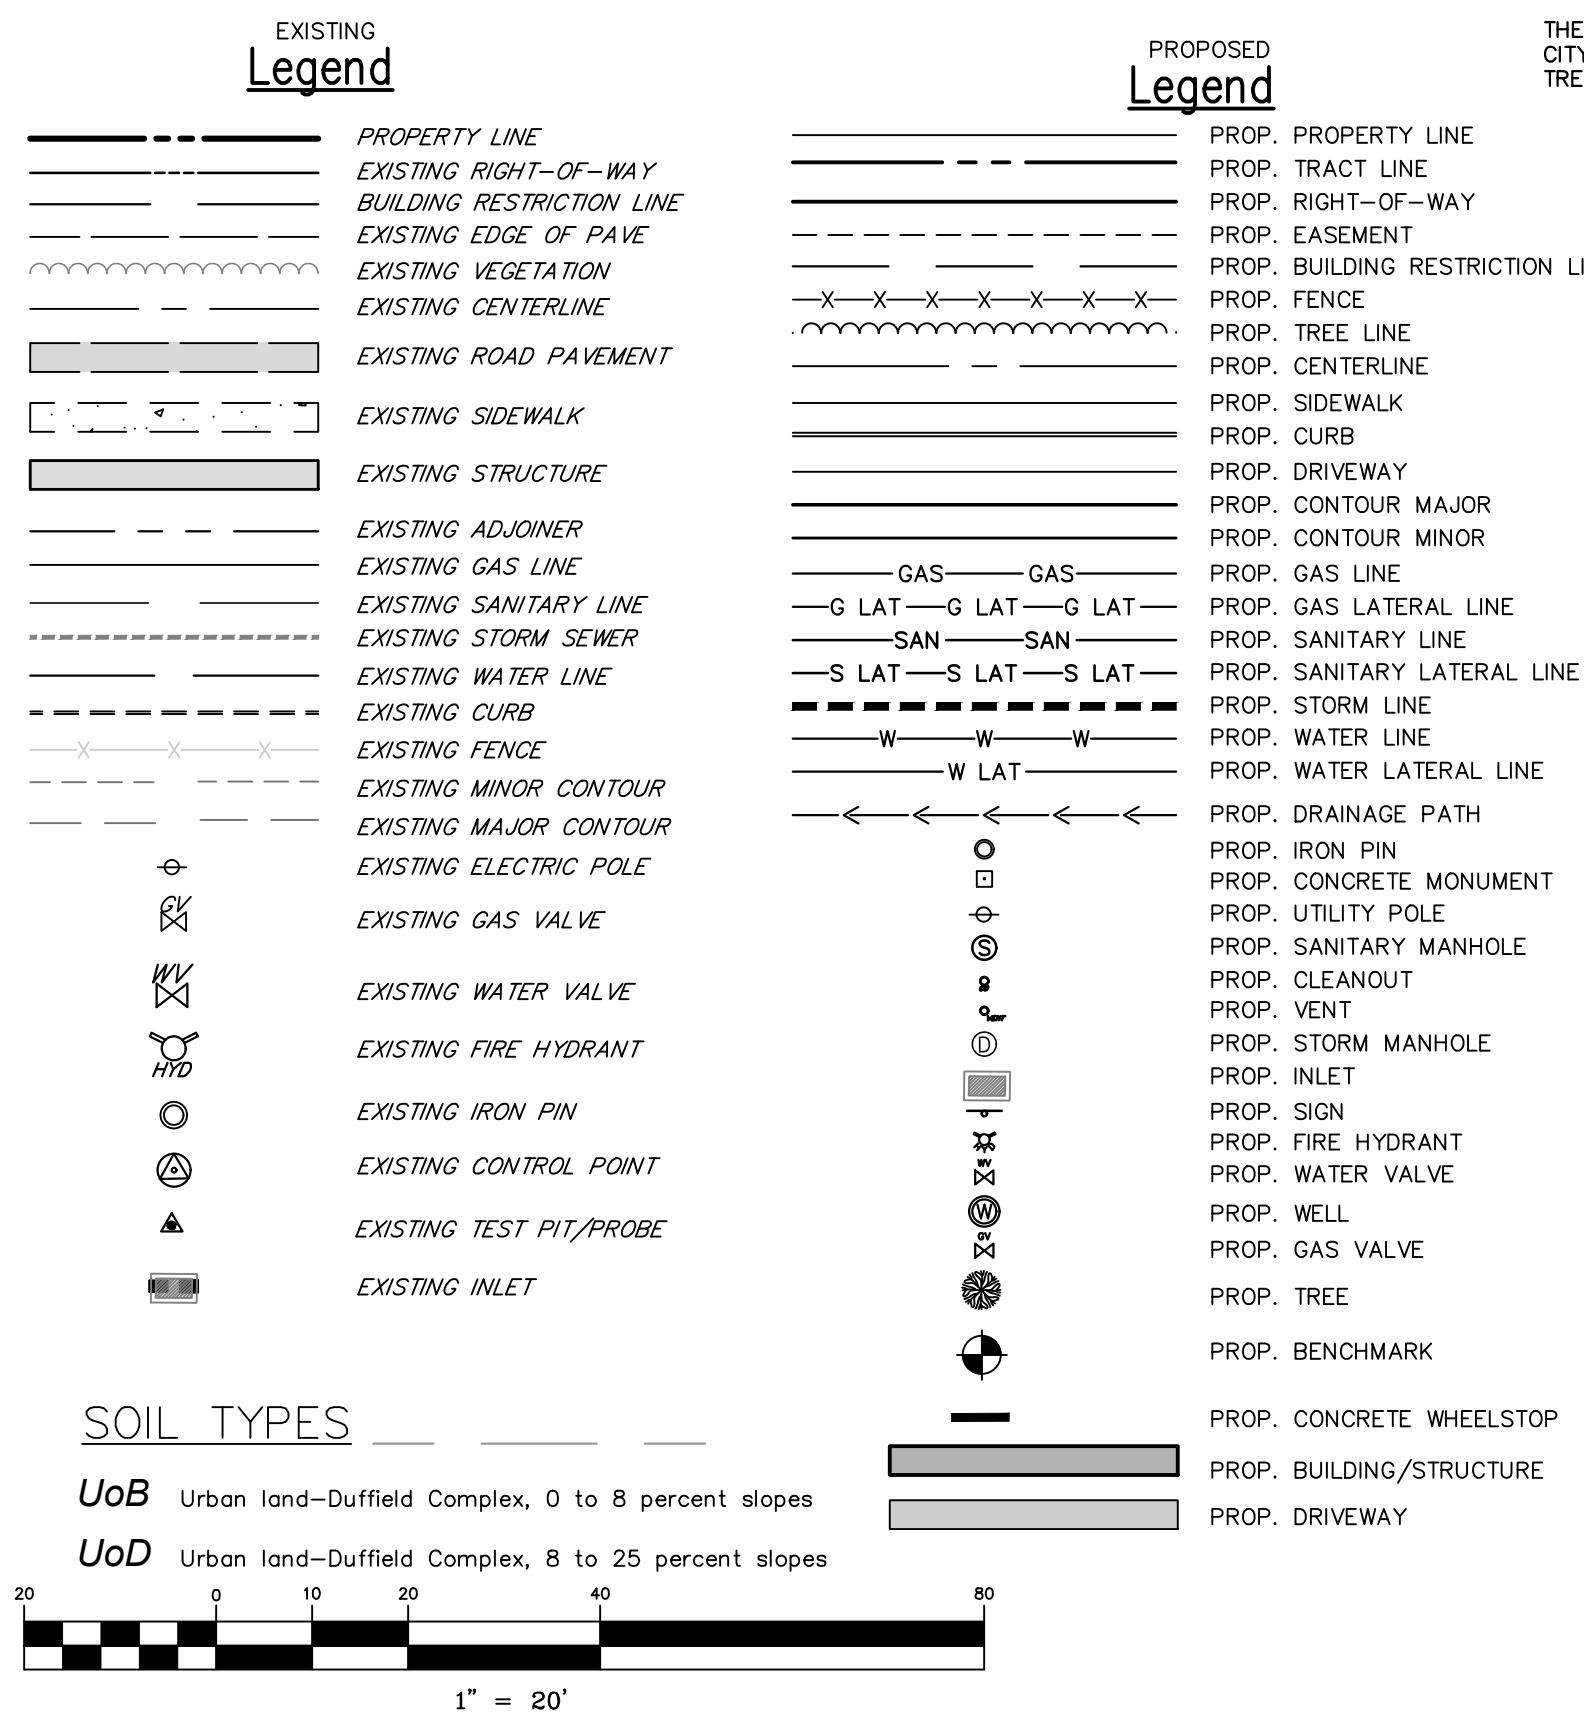 EXISTING
Legend
PROPERTY LINE
EXISTING RIGHT-OF-WAY
BUILDING RESTRICTION LINE
EXISTING EDGE OF PAVE
EXISTING VEGETATION
EXISTING CENTERLINE
EXISTING ROAD PAVEMENT
EXISTING SIDEWALK
EXISTING STRUCTURE
EXISTING ADJOINER
EXISTING GAS LINE
EXISTING SANITARY LINE
EXISTING STORM SEWER
EXISTING WATER LINE
EXISTING CURB
X X X EXISTING FENCE
EXISTING MINOR CONTOUR
EXISTING MAJOR CONTOUR
EXISTING ELECTRIC POLE
GV
EXISTING GAS VALVE
WV
EXISTING WATER VALVE
EXISTING FIRE HYDRANT
HYD
EXISTING IRON PIN
EXISTING CONTROL POINT
EXISTING TEST PIT/PROBE
EXISTING INLET
PROPOSED
Legend
PROP. PROPERTY LINE
PROP. TRACT LINE
PROP. RIGHT-OF-WAY
PROP. EASEMENT
PROP. BUILDING RESTRICTION LI
X X X X X X X PROP. FENCE
PROP. TREE LINE
PROP. CENTERLINE
PROP. SIDEWALK
PROP. CURB
PROP. DRIVEWAY
PROP. CONTOUR MAJOR
PROP. CONTOUR MINOR
GAS GAS PROP. GAS LINE
G LAT G LAT G LAT PROP. GAS LATERAL LINE
SAN SAN PROP. SANITARY LINE
S LAT S LAT S LAT PROP. SANITARY LATERAL LINE
PROP. STORM LINE
W W W PROP. WATER LINE
W LAT PROP. WATER LATERAL LINE
PROP. DRAINAGE PATH
PROP. IRON PIN
PROP. CONCRETE MONUMENT
PROP. UTILITY POLE
S PROP. SANITARY MANHOLE
PROP. CLEANOUT
VENT PROP. VENT
D PROP. STORM MANHOLE
PROP. INLET
PROP. SIGN
PROP. FIRE HYDRANT
WV
PROP. WATER VALVE
W PROP. WELL
GV
PROP. GAS VALVE
PROP. TREE
PROP. BENCHMARK
PROP. CONCRETE WHEELSTOP
PROP. BUILDING/STRUCTURE
PROP. DRIVEWAY
THE
CITY
TRE
SOIL TYPES
UoB Urban land-Duffield Complex, 0 to 8 percent slopes
UoD Urban land-Duffield Complex, 8 to 25 percent slopes
20 0 10 20 40 80
1" = 20'